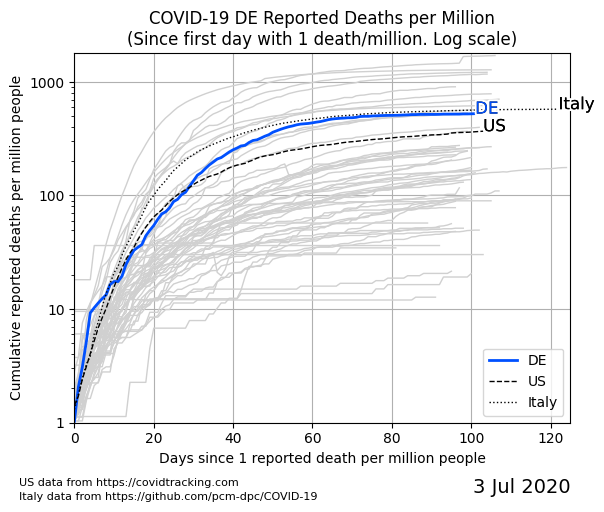 COVID-19 DE Reported Deaths per Million
(Since first day with 1 death/million. Log scale)
Cumulative reported deaths per million people
1000
100
10
1
DE
Italy
US
DE
US
Italy
0
20
40
60
80
100
120
Days since 1 reported death per million people
US data from https://covidtracking.com
Italy data from https://github.com/pcm-dpc/COVID-19
3 Jul 2020